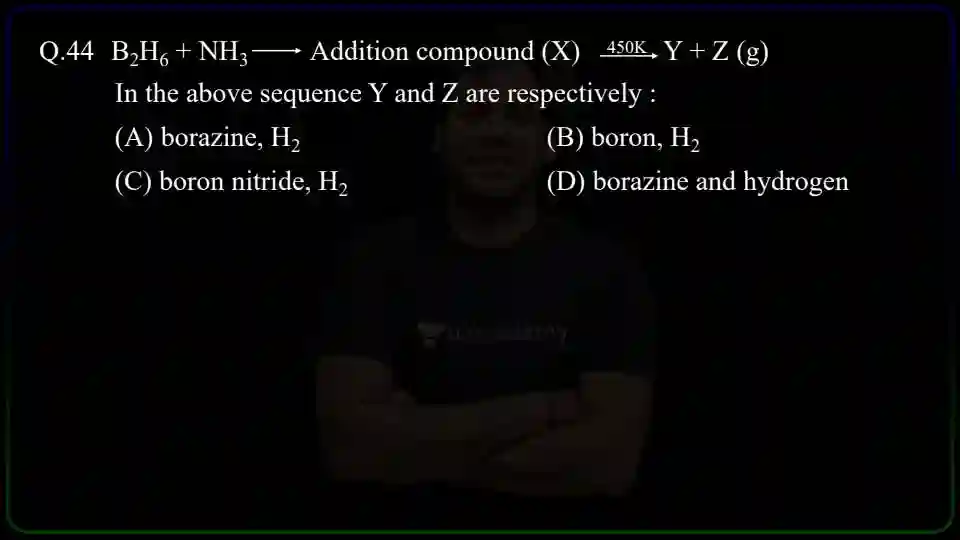 Q.44 B₂H₆ + NH₃ ⟶ Addition compound (X) —450K→ Y + Z (g)
In the above sequence Y and Z are respectively :
(A) borazine, H₂ (B) boron, H₂
(C) boron nitride, H₂ (D) borazine and hydrogen